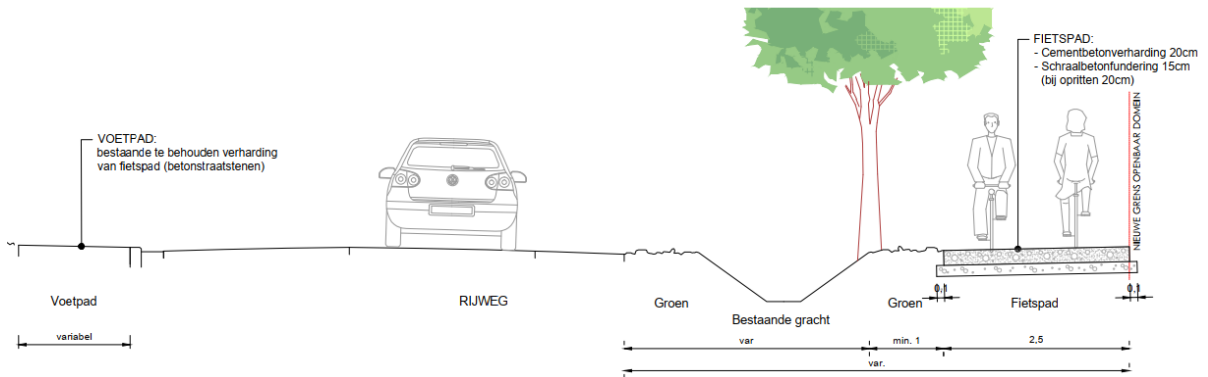 FIETSPAD:
- Cementbetonverharding 20cm
- Schraalbetonfundering 15cm
(bij opritten 20cm)
VOETPAD:
bestaande te behouden verharding
van fietspad (betonstraatstenen)
NIEUWE GRENS OPENBAAR DOMEIN
0,1
0,1
Voetpad
RIJWEG
Groen
Bestaande gracht
Groen
Fietspad
variabel
var
min. 1
2,5
var.